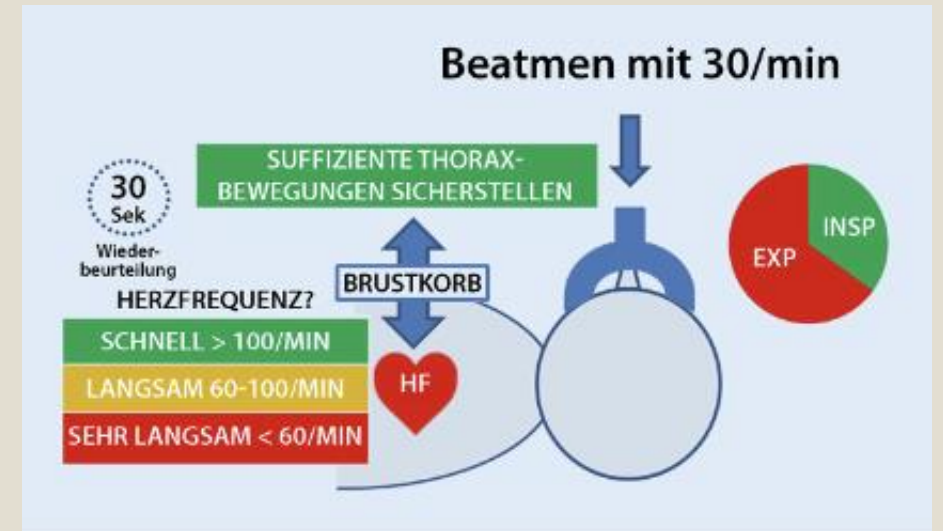 Beatmen mit 30/min
SUFFIZIENTE THORAX-
BEWEGUNGEN SICHERSTELLEN
30
Sek
Wieder-
beurteilung
HERZFREQUENZ?
SCHNELL > 100/MIN
LANGSAM 60-100/MIN
SEHR LANGSAM < 60/MIN
BRUSTKORB
HF
INSP
EXP